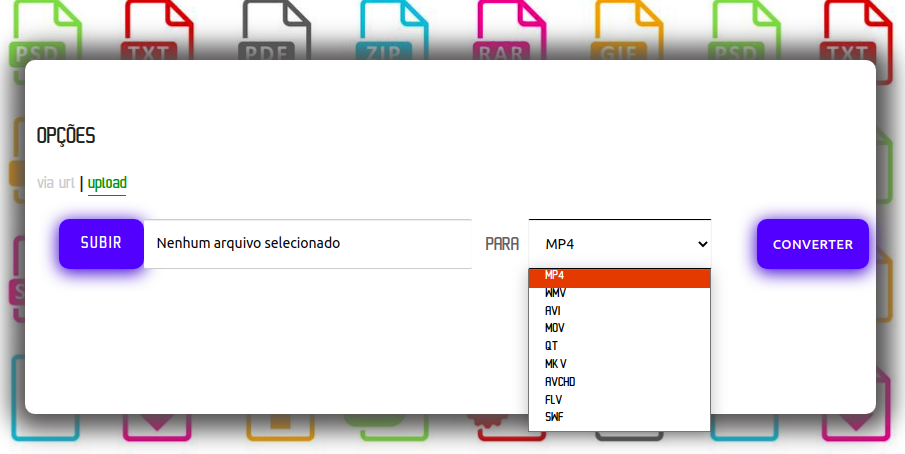 PSD TXT PDF ZIP RAR GIF PSD TXT
OPÇÕES
via url | upload
SUBIR Nenhum arquivo selecionado PARA MP4 CONVERTER
MP4
WMV
AVI
MOV
QT
MKV
AVCHD
FLV
SWF